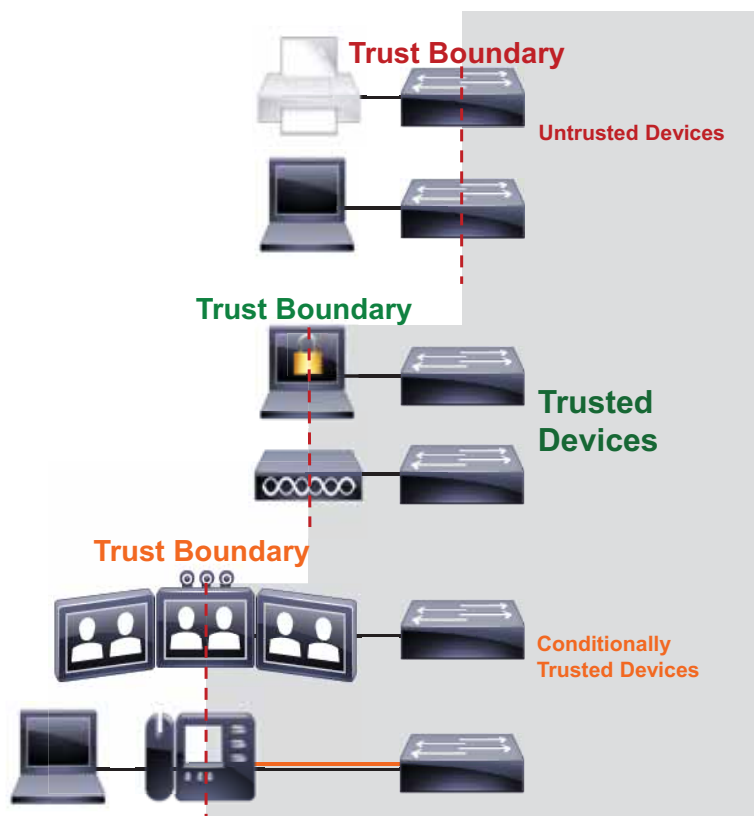 Trust Boundary
Untrusted Devices
Trust Boundary
Trusted
Devices
Trust Boundary
Conditionally
Trusted Devices